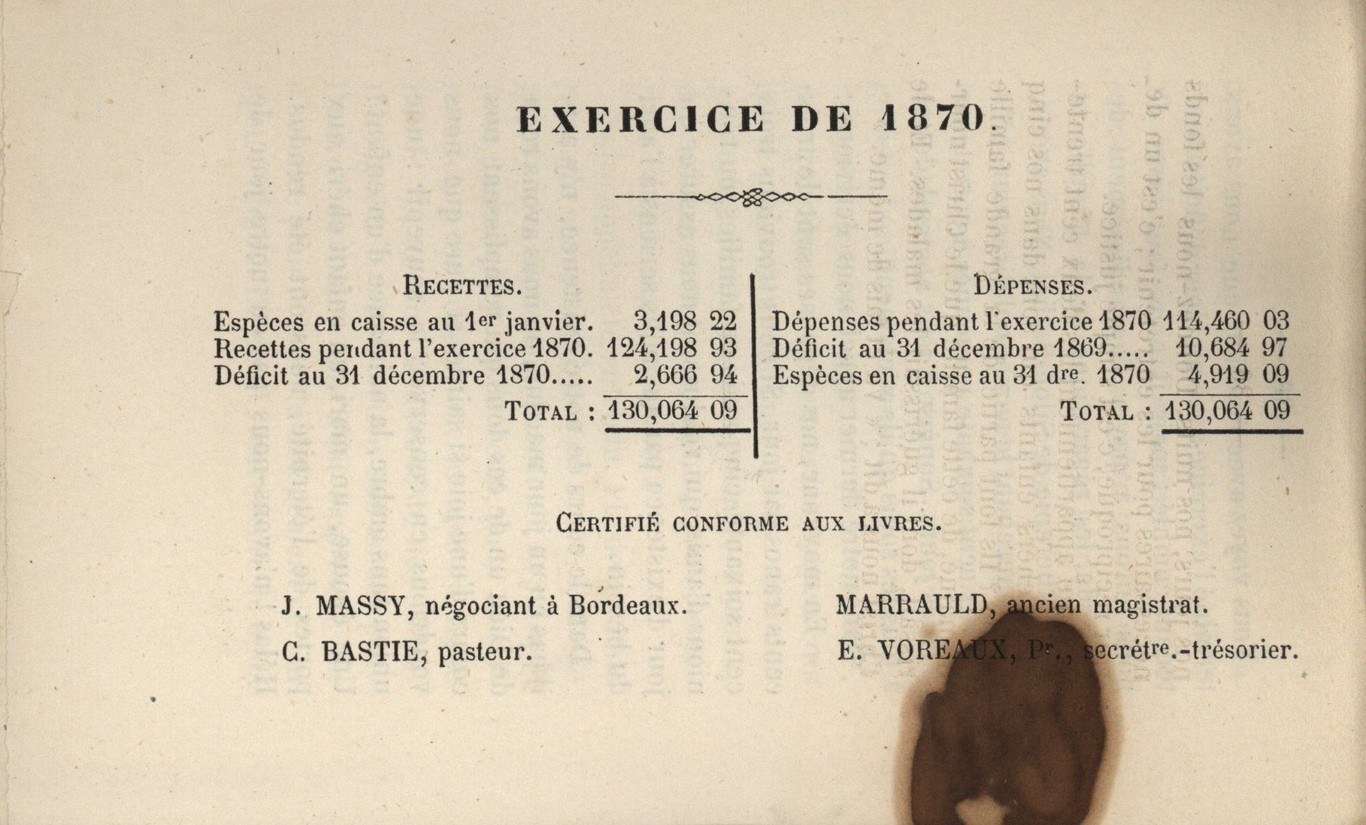 EXERCICE DE 1870.
RECETTES.
Espèces en caisse au 1er janvier. 3,198 22
Recettes pendant l'exercice 1870. 124,198 93
Déficit au 31 décembre 1870..... 2,666 94
TOTAL : 130,064 09
DÉPENSES.
Dépenses pendant l'exercice 1870 114,460 03
Déficit au 31 décembre 1869..... 10,684 97
Espèces en caisse au 31 dre. 1870 4,919 09
TOTAL : 130,064 09
CERTIFIÉ CONFORME AUX LIVRES.
J. MASSY, négociant à Bordeaux.
C. BASTIE, pasteur.
MARRAULD, ancien magistrat.
E. VOREAUX, Pr., secrétre.-trésorier.